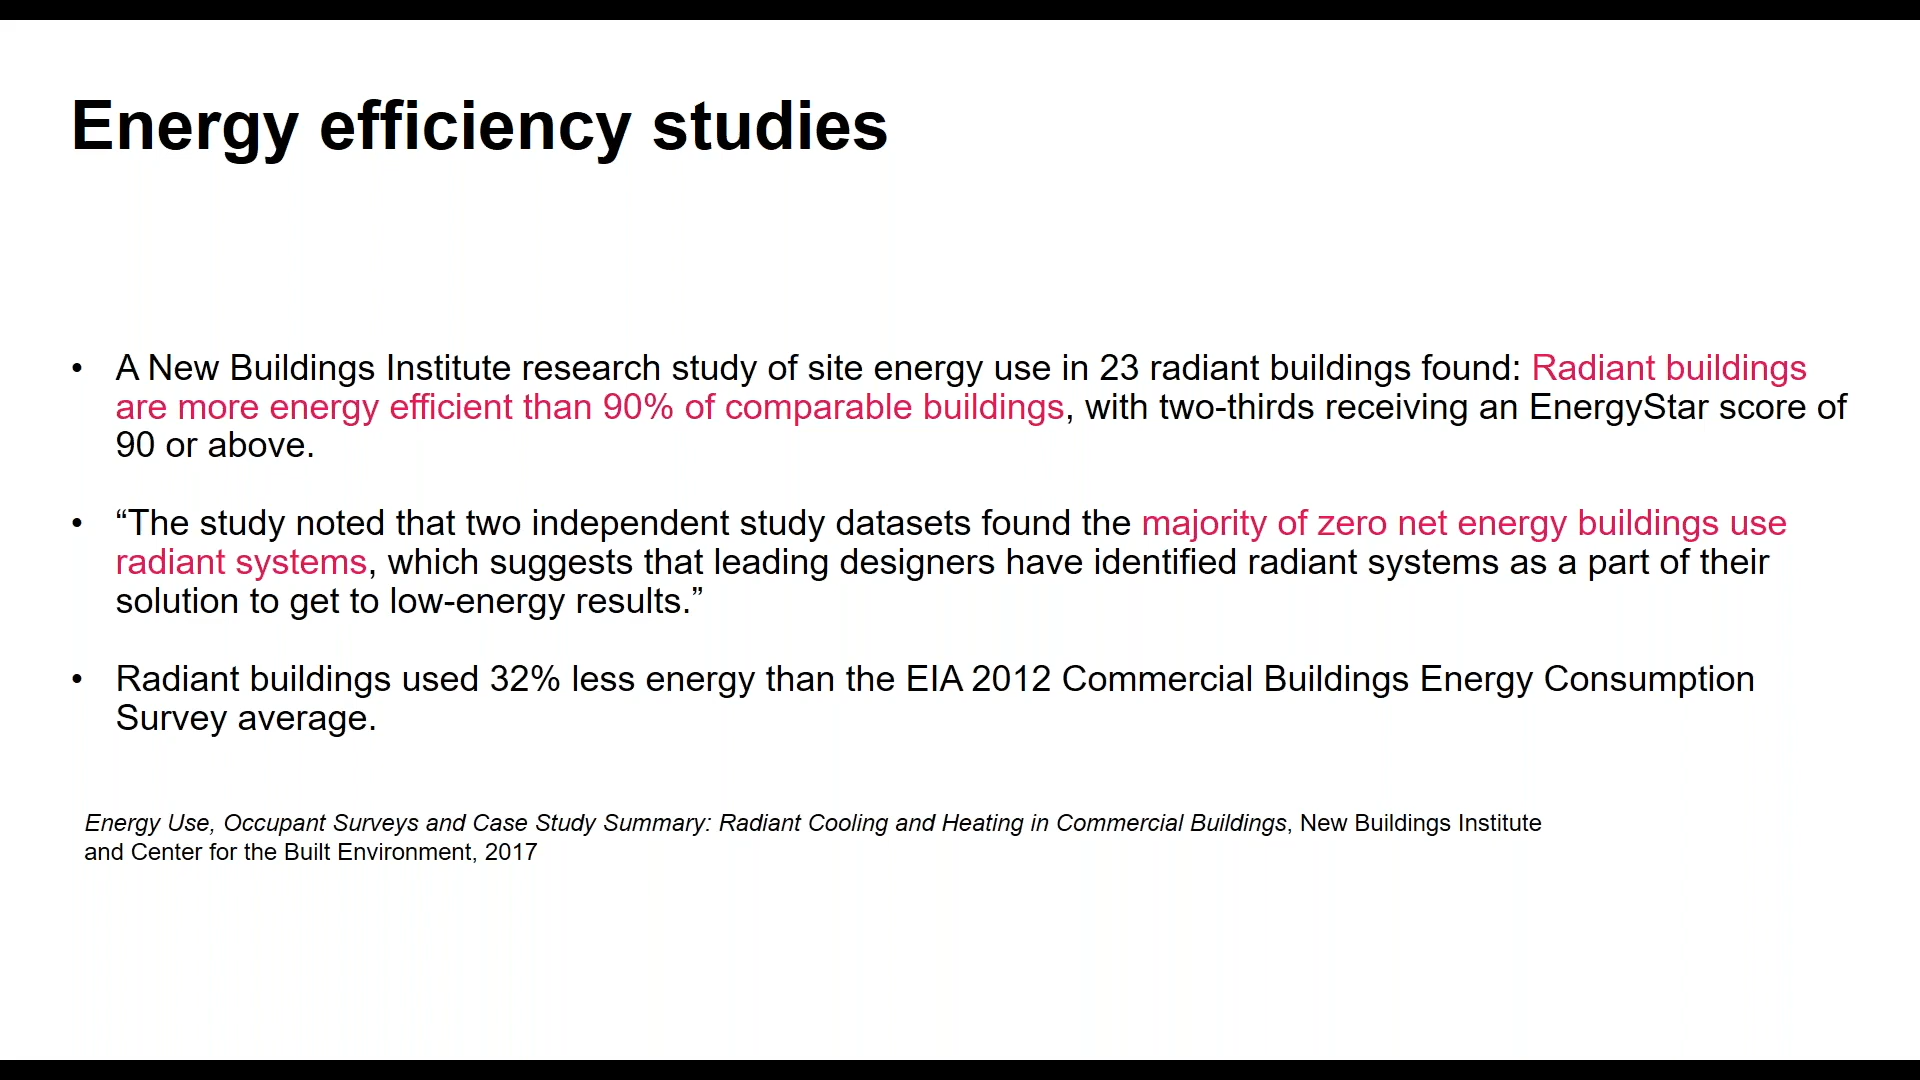 Energy efficiency studies
• A New Buildings Institute research study of site energy use in 23 radiant buildings found: Radiant buildings
are more energy efficient than 90% of comparable buildings, with two-thirds receiving an EnergyStar score of
90 or above.
• “The study noted that two independent study datasets found the majority of zero net energy buildings use
radiant systems, which suggests that leading designers have identified radiant systems as a part of their
solution to get to low-energy results.”
• Radiant buildings used 32% less energy than the EIA 2012 Commercial Buildings Energy Consumption
Survey average.
Energy Use, Occupant Surveys and Case Study Summary: Radiant Cooling and Heating in Commercial Buildings, New Buildings Institute
and Center for the Built Environment, 2017